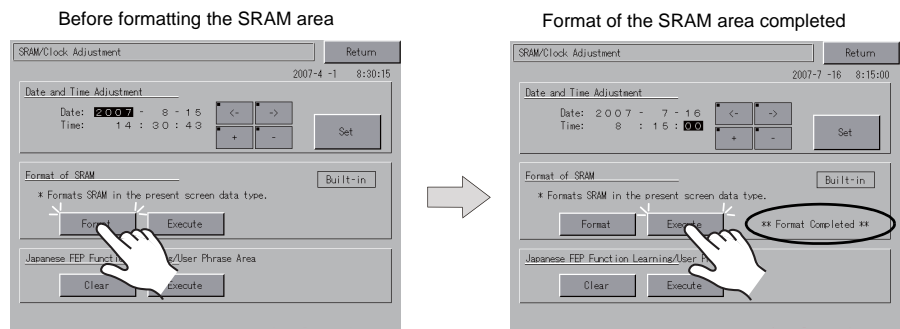 Before formatting the SRAM area
SRAM/Clock Adjustment
Return
2007-4 -1 8:30:15
Date and Time Adjustment
Date: 2007 - 8 - 15
Time: 14 : 30 : 43
<- ->
+ -
Set
Format of SRAM
Built-in
* Formats SRAM in the present screen data type.
Format Execute
Japanese FEP Function
/User Phrase Area
Clear Execute
Format of the SRAM area completed
SRAM/Clock Adjustment
Return
2007-7 -16 8:15:00
Date and Time Adjustment
Date: 2007 - 7 - 16
Time: 8 : 15 : 00
<- ->
+ -
Set
Format of SRAM
Built-in
* Formats SRAM in the present screen data type.
Format Execute
** Format Completed **
Japanese FEP Function Learning/User
Clear Execute